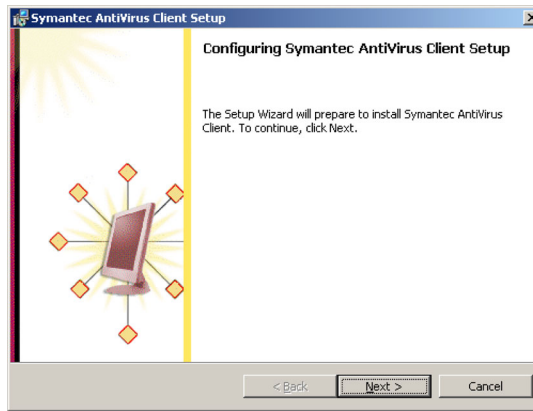 Symantec AntiVirus Client Setup
Configuring Symantec AntiVirus Client Setup
The Setup Wizard will prepare to install Symantec AntiVirus
Client. To continue, click Next.
< Back
Next >
Cancel